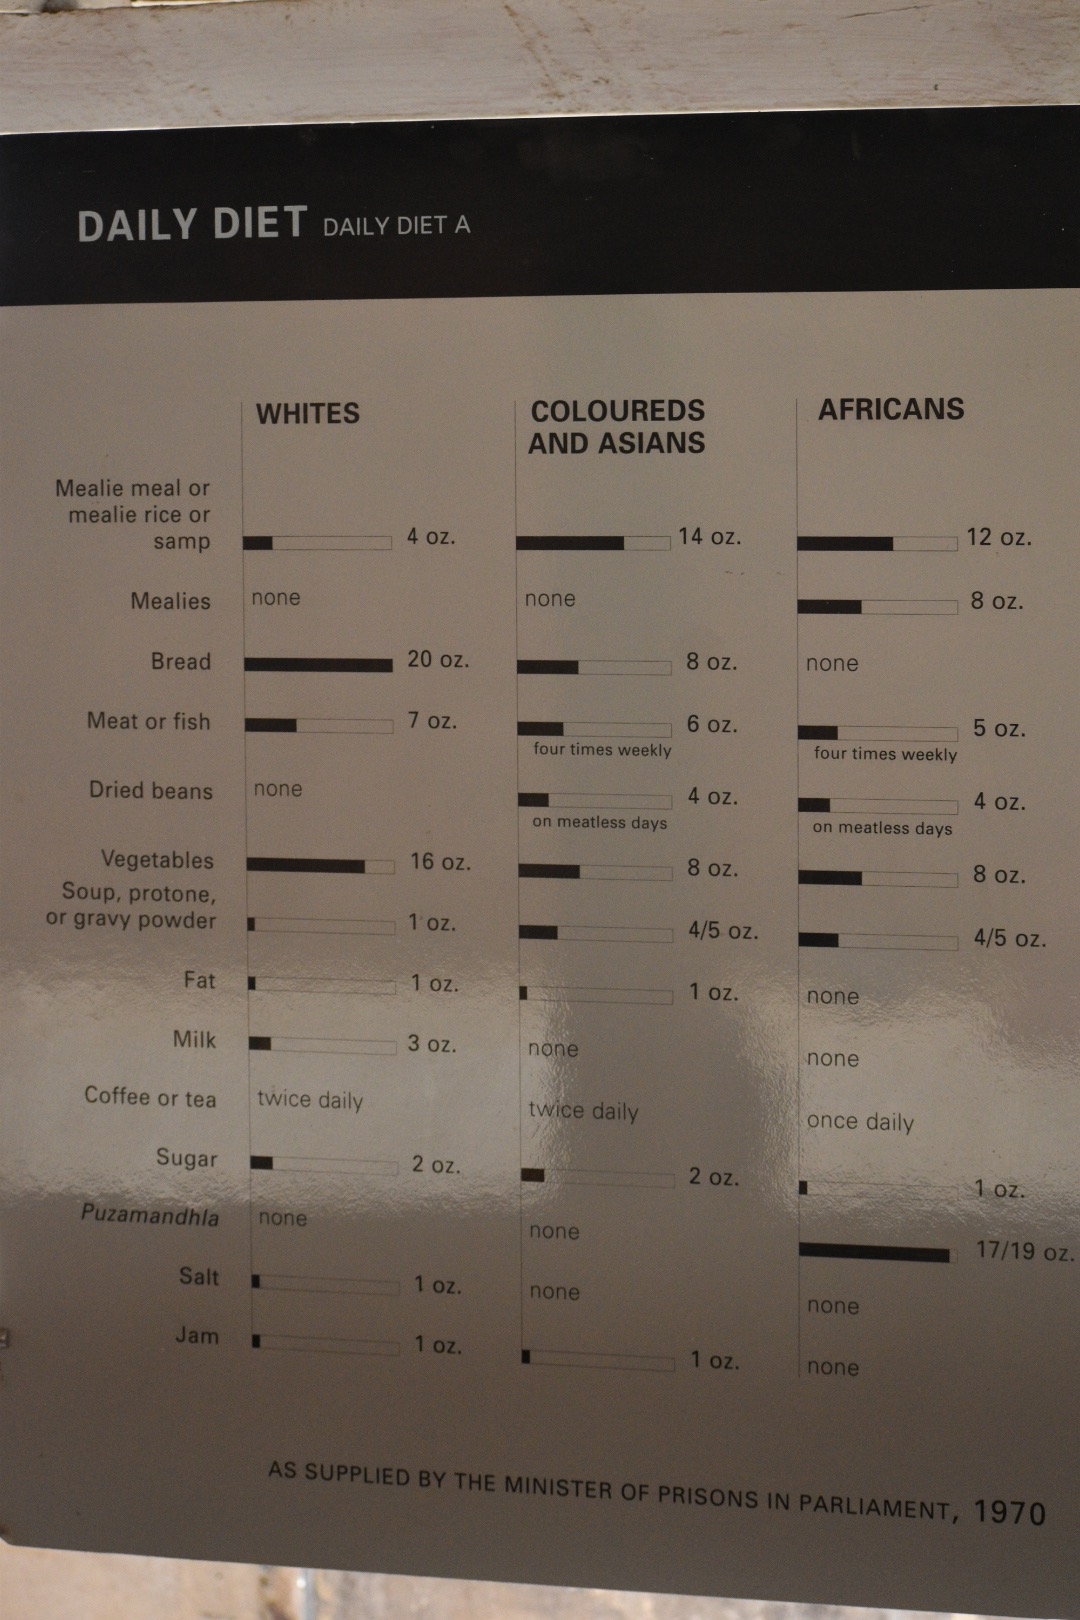 DAILY DIET DAILY DIET A
WHITES
COLOUREDS
AND ASIANS
AFRICANS
Mealie meal or
mealie rice or
samp 4 oz. 14 oz. 12 oz.
Mealies none none 8 oz.
Bread 20 oz. 8 oz. none
Meat or fish 7 oz. 6 oz. 5 oz.
four times weekly four times weekly
Dried beans none 4 oz. 4 oz.
on meatless days on meatless days
Vegetables 16 oz. 8 oz. 8 oz.
Soup, protone,
or gravy powder 1 oz. 4/5 oz. 4/5 oz.
Fat 1 oz. 1 oz. none
Milk 3 oz. none none
Coffee or tea twice daily twice daily once daily
Sugar 2 oz. 2 oz. 1 oz.
Puzamandhla none none 17/19 oz.
Salt 1 oz. none none
Jam 1 oz. 1 oz. none
AS SUPPLIED BY THE MINISTER OF PRISONS IN PARLIAMENT, 1970